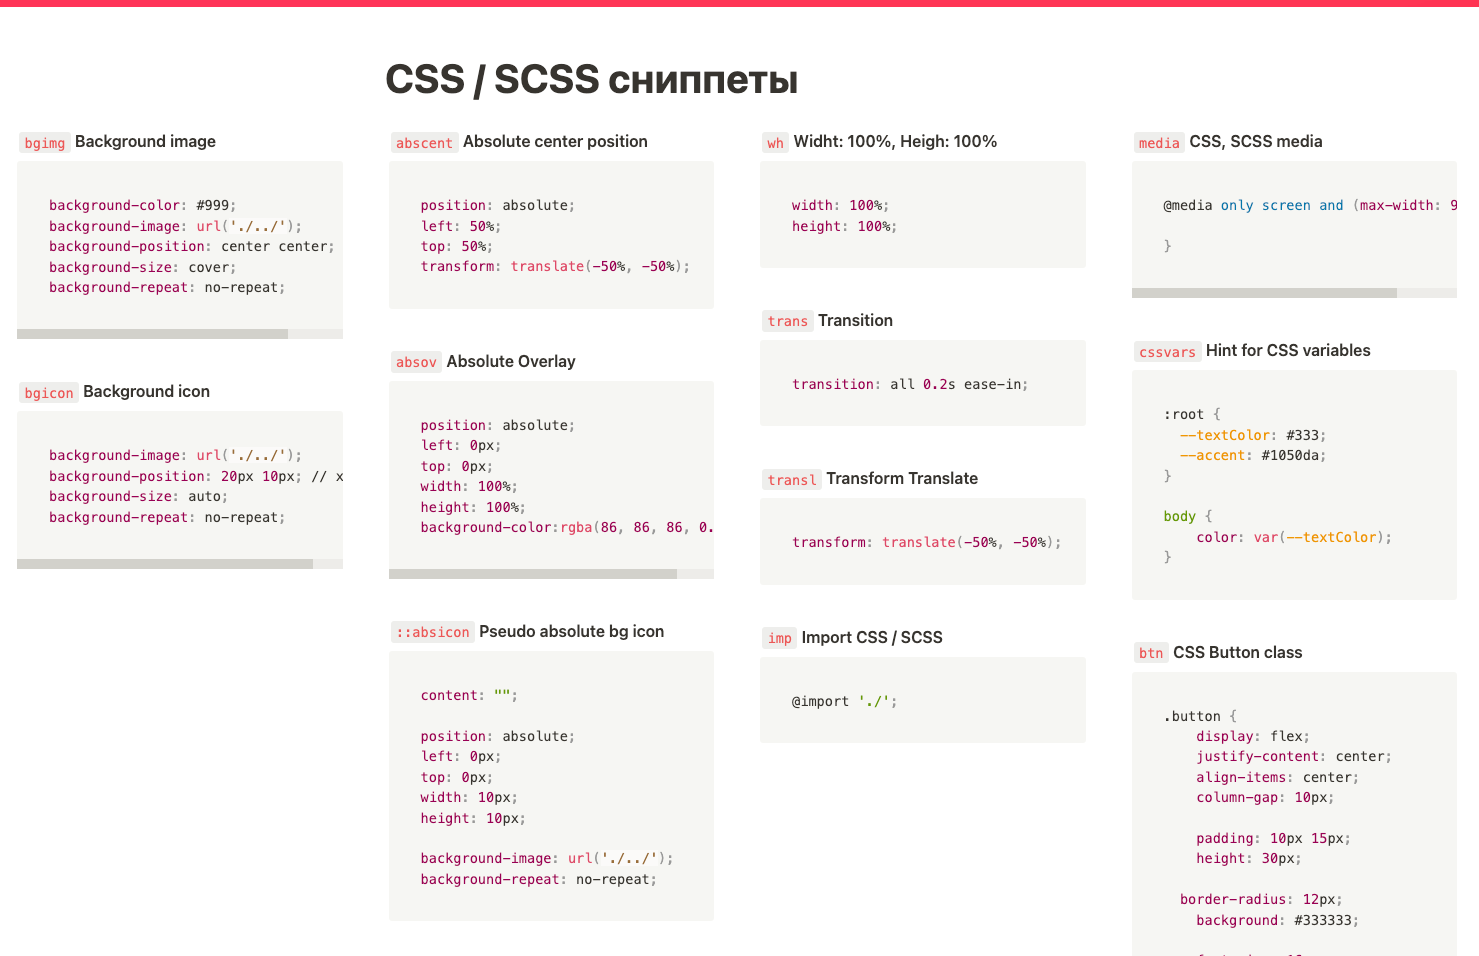 CSS / SCSS сниппеты
bgimg Background image
background-color: #999;
background-image: url('./../');
background-position: center center;
background-size: cover;
background-repeat: no-repeat;
bgicon Background icon
background-image: url('./../');
background-position: 20px 10px; // x
background-size: auto;
background-repeat: no-repeat;
abscent Absolute center position
position: absolute;
left: 50%;
top: 50%;
transform: translate(-50%, -50%);
absov Absolute Overlay
position: absolute;
left: 0px;
top: 0px;
width: 100%;
height: 100%;
background-color:rgba(86, 86, 86, 0.
::absicon Pseudo absolute bg icon
content: "";
position: absolute;
left: 0px;
top: 0px;
width: 10px;
height: 10px;
background-image: url('./../');
background-repeat: no-repeat;
wh Widht: 100%, Heigh: 100%
width: 100%;
height: 100%;
trans Transition
transition: all 0.2s ease-in;
transl Transform Translate
transform: translate(-50%, -50%);
imp Import CSS / SCSS
@import './';
media CSS, SCSS media
@media only screen and (max-width: 9
}
cssvars Hint for CSS variables
:root {
--textColor: #333;
--accent: #1050da;
}
body {
color: var(--textColor);
}
btn CSS Button class
.button {
display: flex;
justify-content: center;
align-items: center;
column-gap: 10px;
padding: 10px 15px;
height: 30px;
border-radius: 12px;
background: #333333;